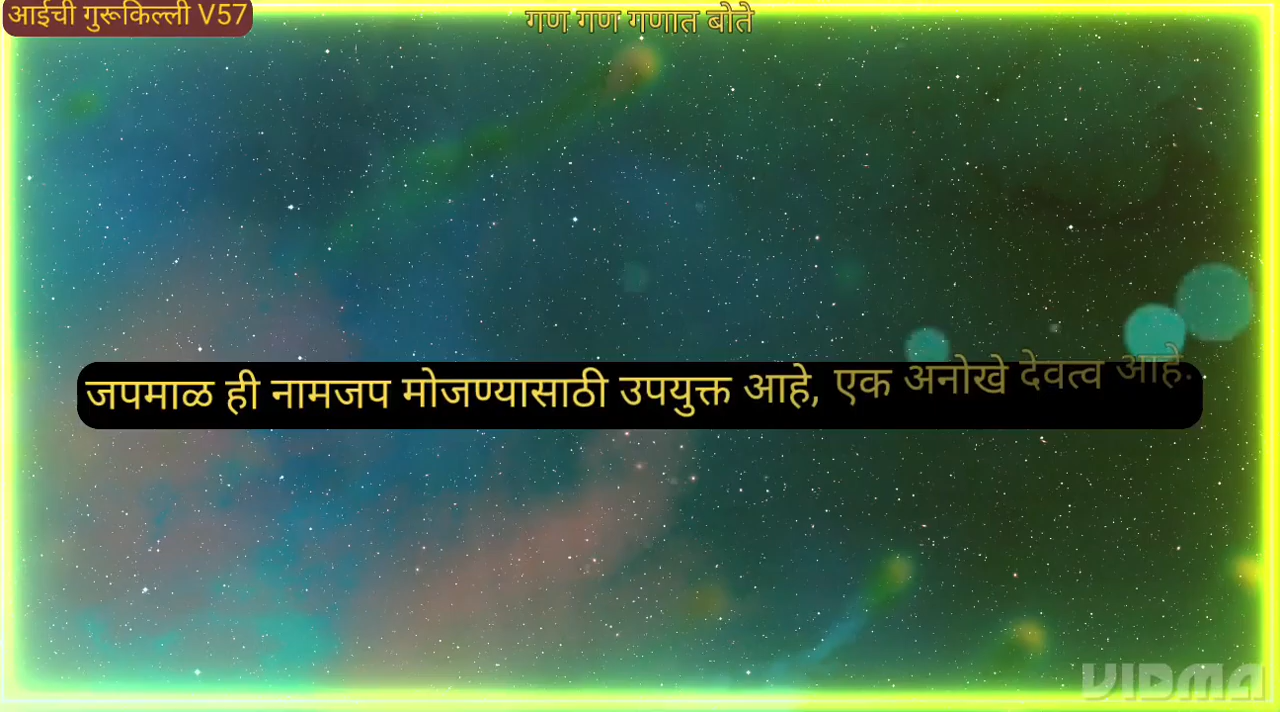 आईची गुरूकिल्ली V57
गण गण गणात बोते
जपमाळ ही नामजप मोजण्यासाठी उपयुक्त आहे, एक अनोखे देवत्व आहे.
VIDMA